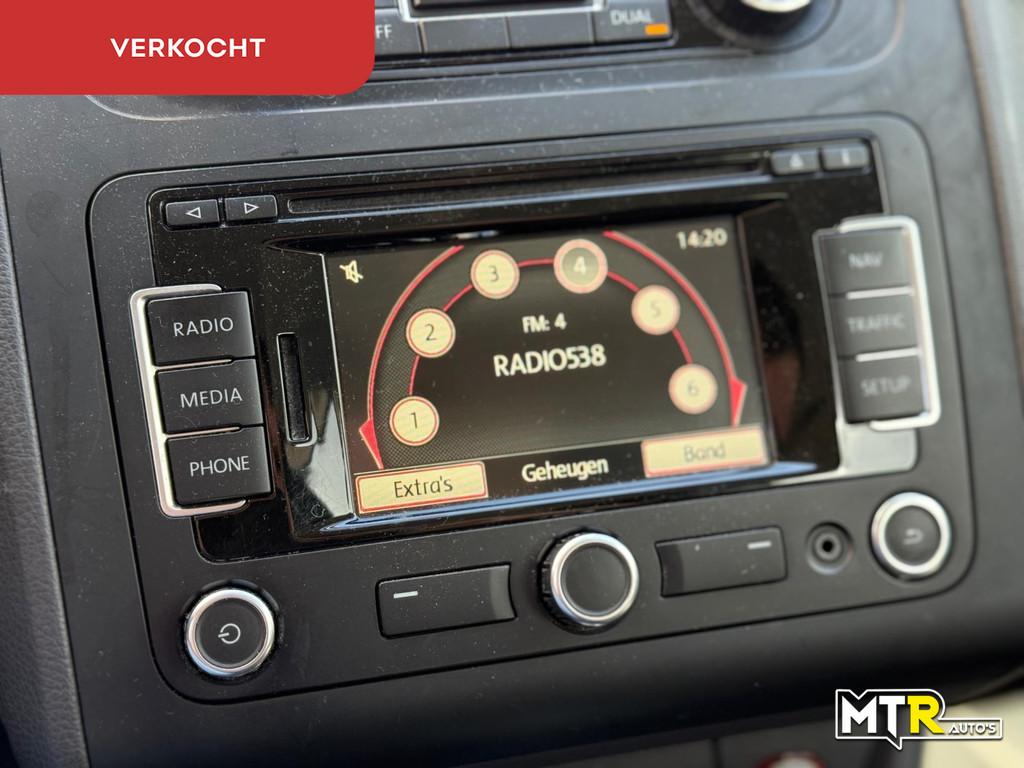 VERKOCHT
FF
DUAL
RADIO
MEDIA
PHONE
3
4
14:20
2
5
FM: 4
RADIO538
1
6
Extra's
Geheugen
Band
NAV
TRAFFIC
SETUP
MTR AUTO'S